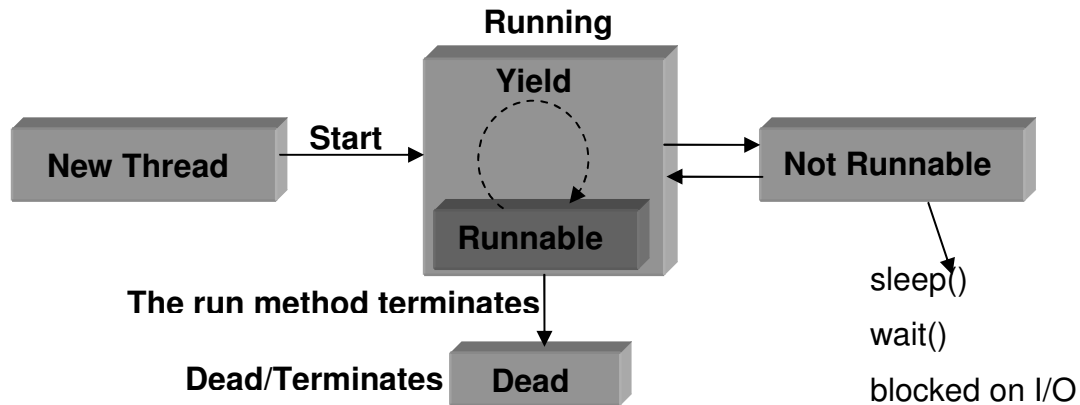 Running
Yield
Start
New Thread
Not Runnable
Runnable
sleep()
The run method terminates
wait()
Dead/Terminates
Dead
blocked on I/O